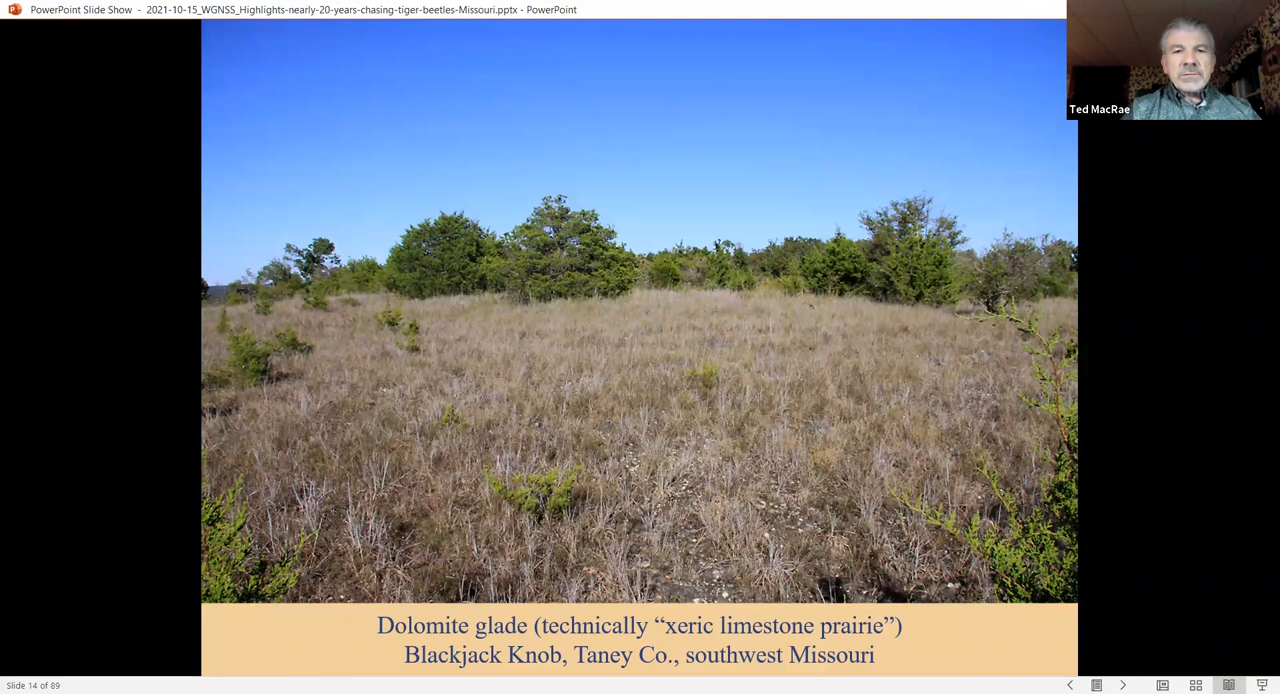 PowerPoint Slide Show - 2021-10-15_WGNSS_Highlights-nearly-20-years-chasing-tiger-beetles-Missouri.pptx - PowerPoint
Ted MacRae
Dolomite glade (technically “xeric limestone prairie”)
Blackjack Knob, Taney Co., southwest Missouri
Slide 14 of 89